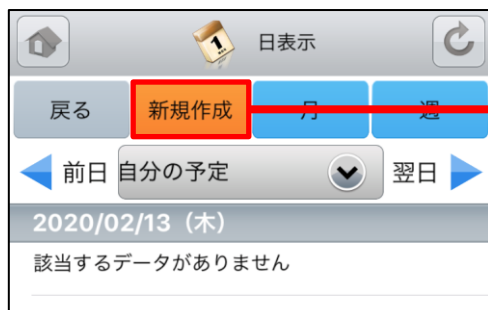 1
日表示
戻る 新規作成 月 週
前日 自分の予定 翌日
2020/02/13（木）
該当するデータがありません